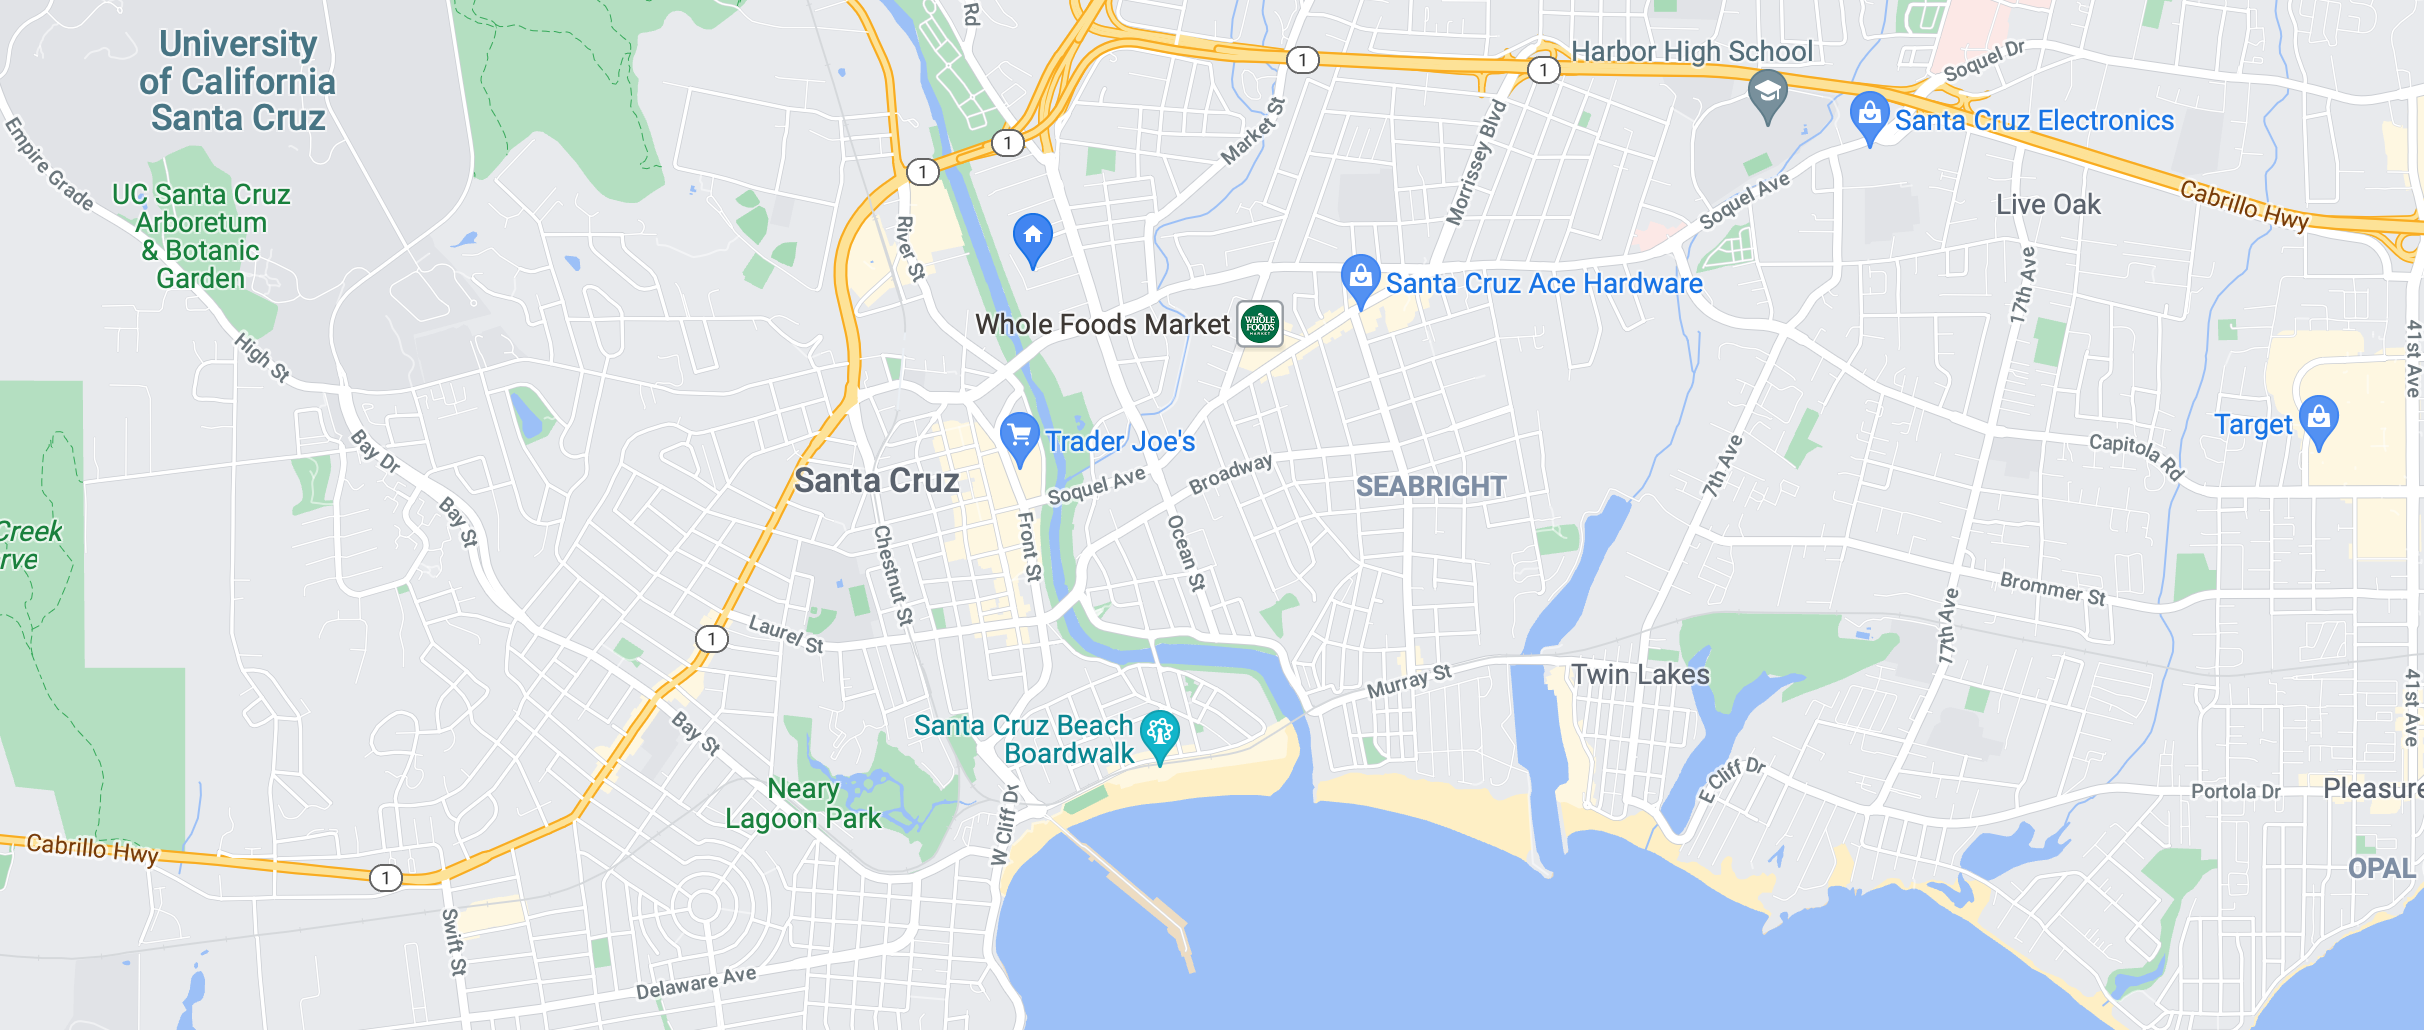 Rd
University
of California
Santa Cruz
Empire Grade
UC Santa Cruz
Arboretum
& Botanic
Garden
High St
Bay Dr
Bay St
Creek
rve
1
1
1
1
Market St
Morrissey Blvd
Harbor High School
Soquel Dr
Santa Cruz Electronics
Soquel Ave
Live Oak
Cabrillo Hwy
River St
17th Ave
Santa Cruz Ace Hardware
Whole Foods Market
WHOLE
FOODS
MARKET
41st Ave
Target
Trader Joe's
Santa Cruz
Soquel Ave
Broadway
SEABRIGHT
7th Ave
Capitola Rd
Front St
Ocean St
Chestnut St
Brommer St
Laurel St
1
17th Ave
Murray St
Twin Lakes
41st Ave
Bay St
Santa Cruz Beach
Boardwalk
Neary
Lagoon Park
W Cliff Dr
E Cliff Dr
Portola Dr
Pleasure
Cabrillo Hwy
1
OPAL
Swift St
Delaware Ave